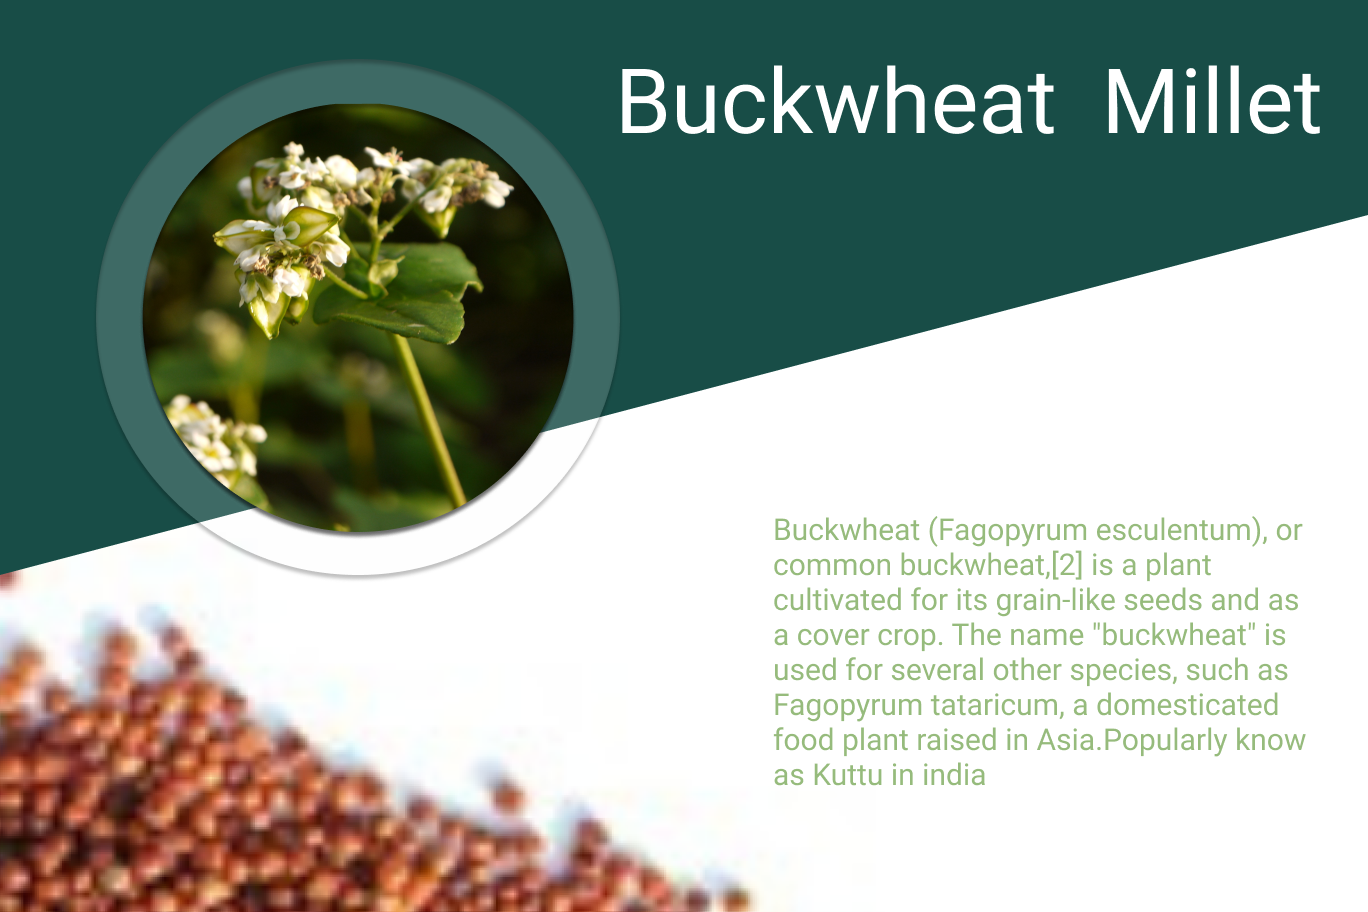 Buckwheat Millet
Buckwheat (Fagopyrum esculentum), or
common buckwheat,[2] is a plant
cultivated for its grain-like seeds and as
a cover crop. The name "buckwheat" is
used for several other species, such as
Fagopyrum tataricum, a domesticated
food plant raised in Asia.Popularly know
as Kuttu in india